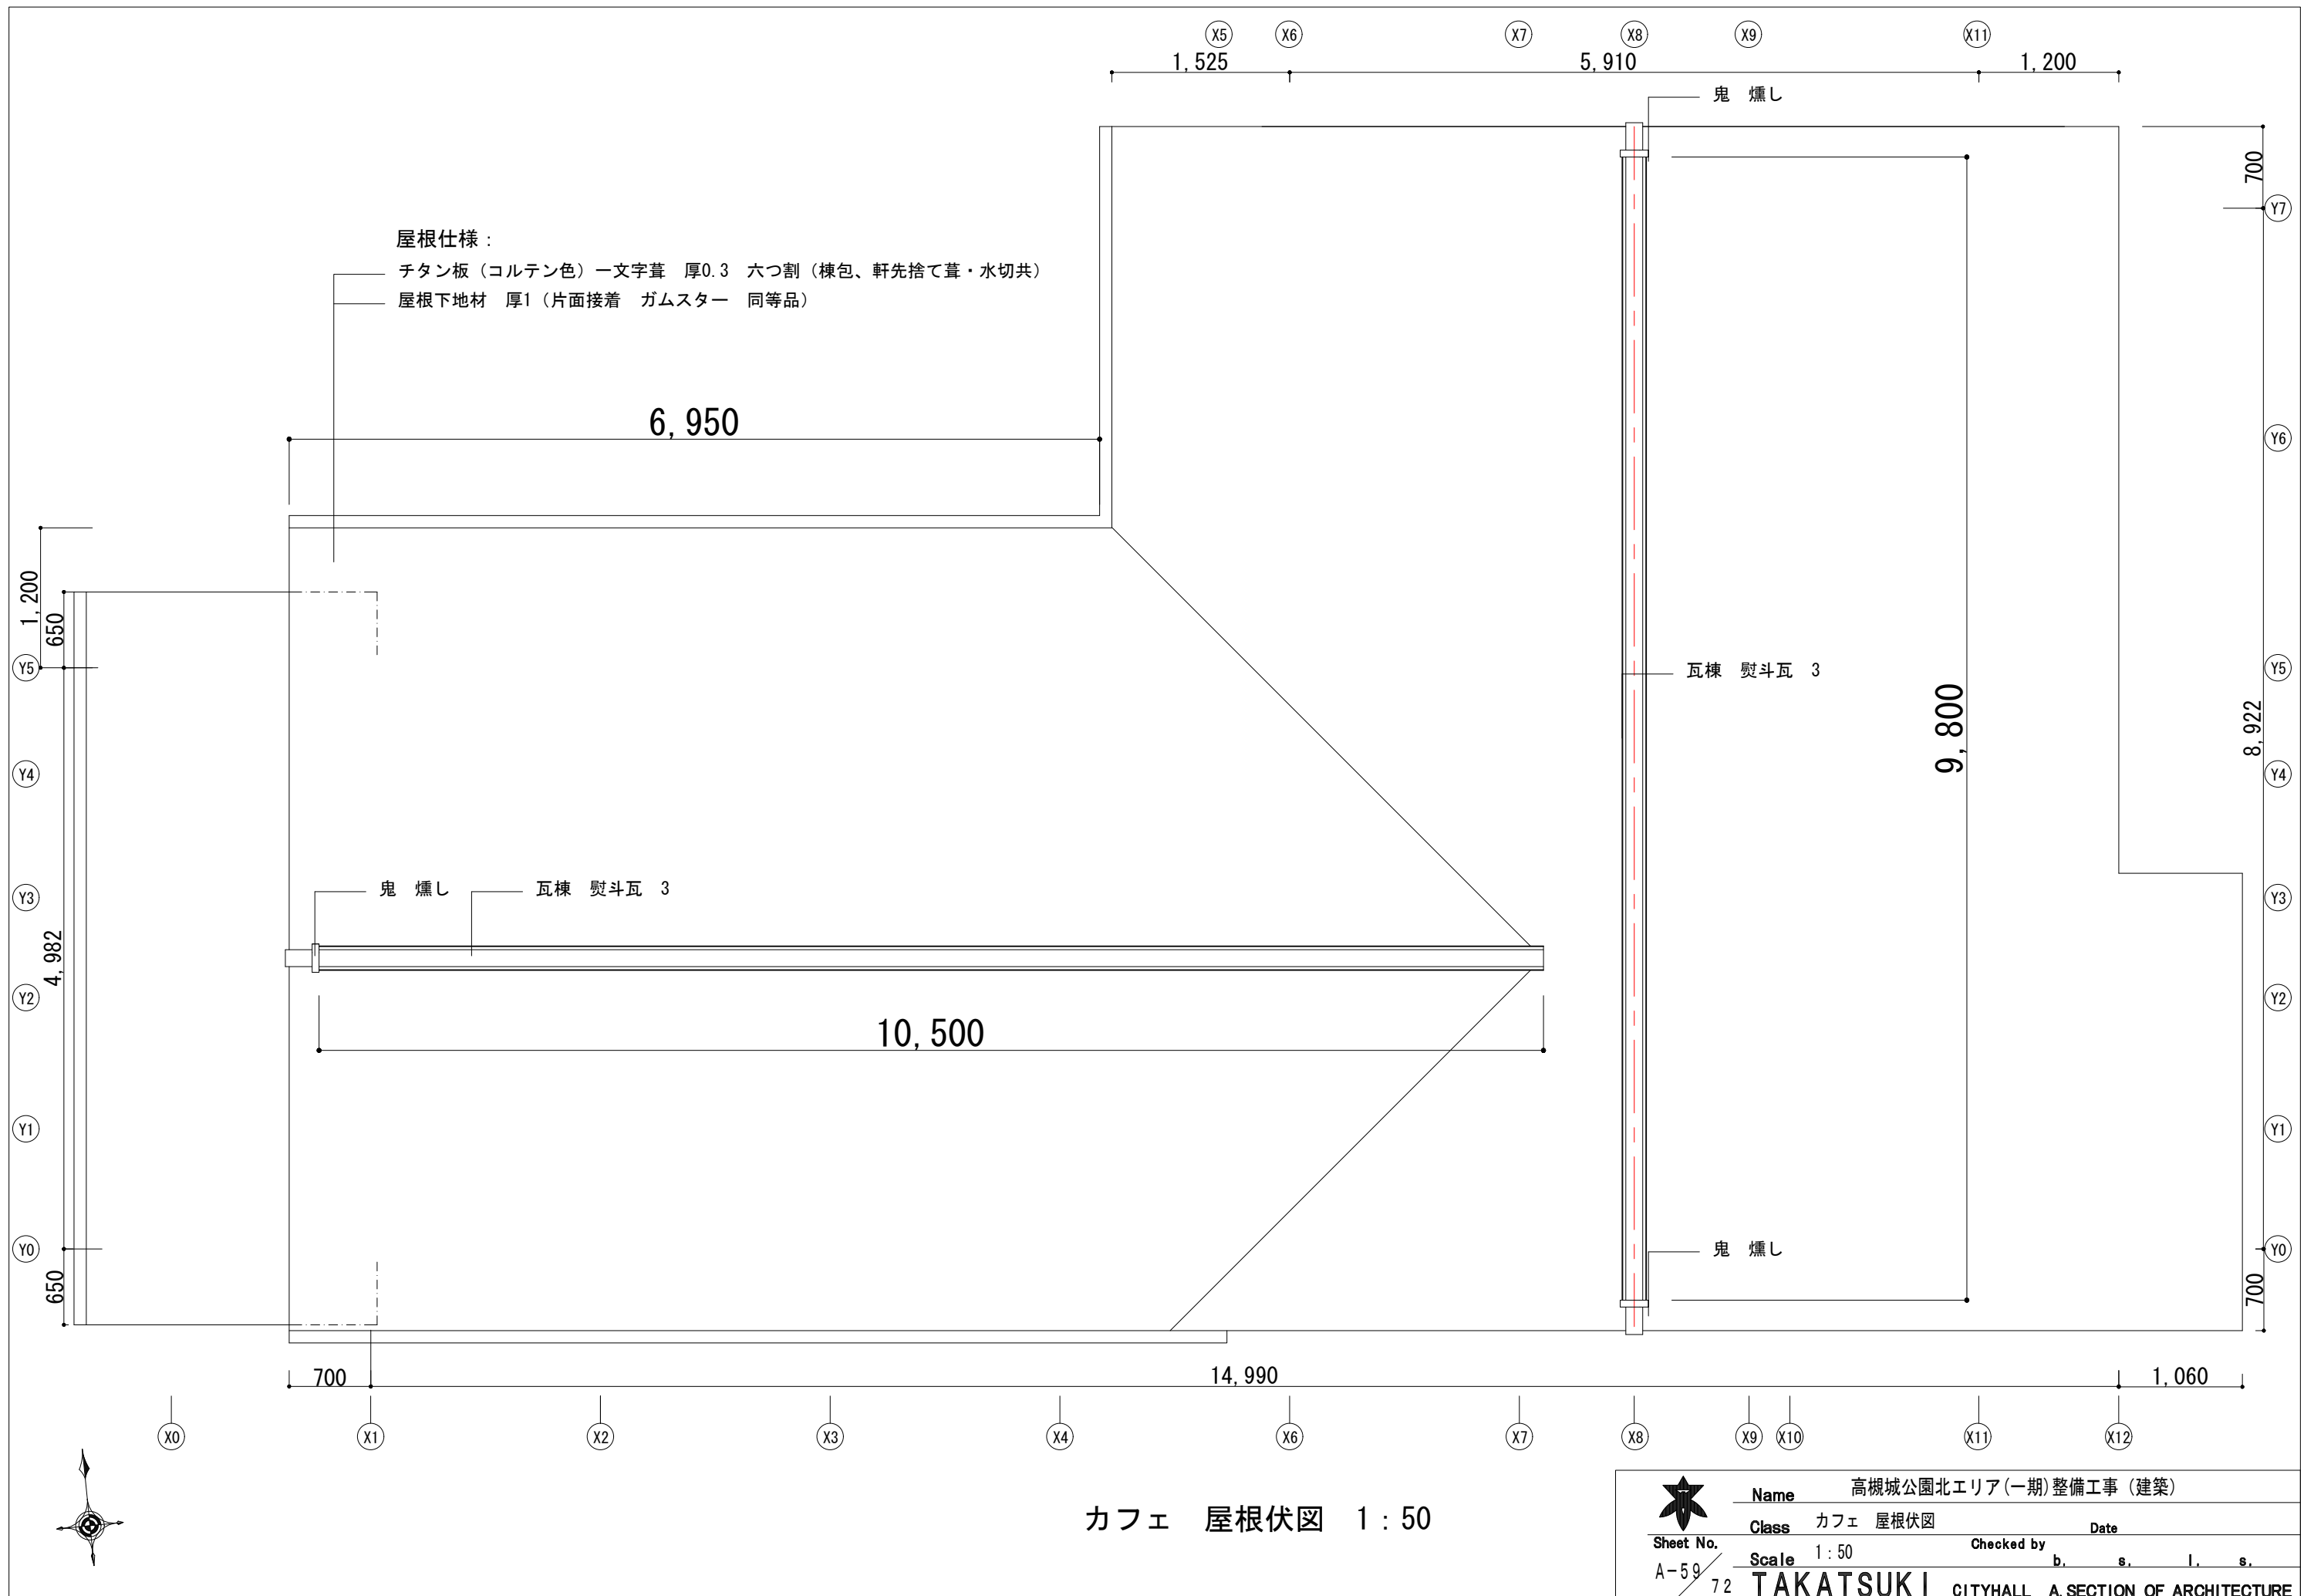 X5 X6 X7 X8 X9 X11
1,525 5,910 1,200
鬼 燻し
700
Y7
屋根仕様：
チタン板（コルテン色）一文字葺 厚0.3 六つ割（棟包、軒先捨て葺・水切共）
屋根下地材 厚1（片面接着 ガムスター 同等品）
6,950
Y6
1,200
650
Y5
瓦棟 熨斗瓦 3
Y5
9,800
8,922
Y4
Y4
鬼 燻し 瓦棟 熨斗瓦 3
Y3
Y3
4,982
Y2
Y2
10,500
Y1
Y1
鬼 燻し
Y0
Y0
650
700
700 14,990 1,060
X0 X1 X2 X3 X4 X6 X7 X8 X9 X10 X11 X12
カフェ 屋根伏図 1：50
Name 高槻城公園北エリア(一期)整備工事（建築）
Class カフェ 屋根伏図 Date
Sheet No. A-59/72
Scale 1：50 Checked by b. s. l. s.
TAKATSUKI CITYHALL A.SECTION OF ARCHITECTURE